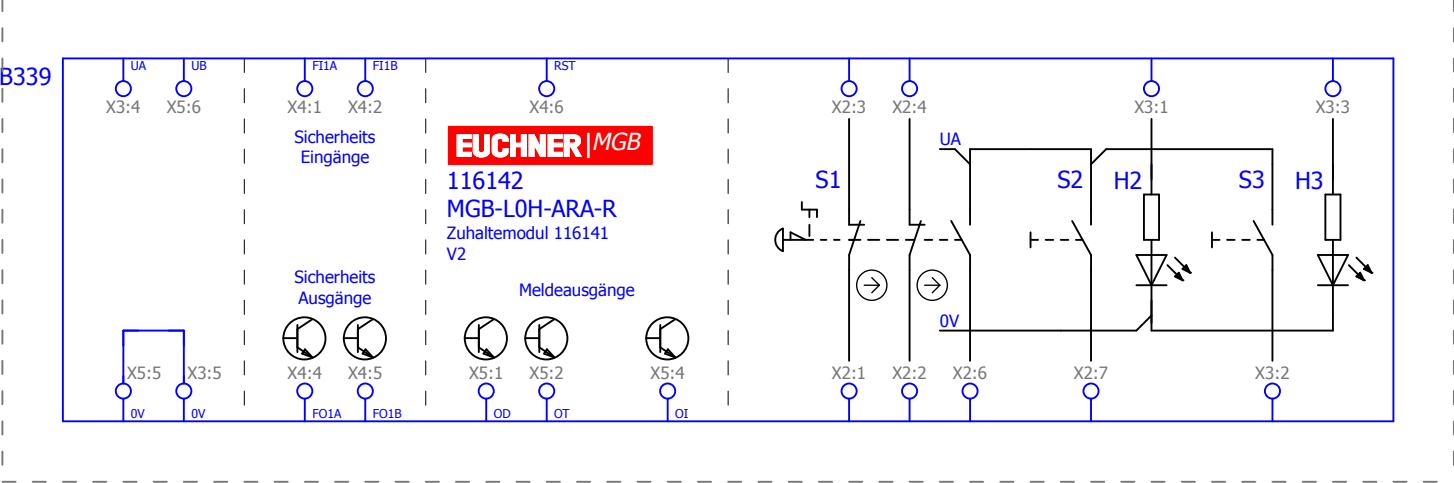 B339
UA UB FI1A FI1B RST
X3:4 X5:6 X4:1 X4:2 X4:6 X2:3 X2:4 X3:1 X3:3
Sicherheits
Eingänge
EUCHNER MGB
UA
116142
S1 S2 H2 S3 H3
MGB-L0H-ARA-R
Zuhaltemodul 116141
V2
Sicherheits
Ausgänge
Meldeausgänge
0V
X5:5 X3:5 X4:4 X4:5 X5:1 X5:2 X5:4 X2:1 X2:2 X2:6 X2:7 X3:2
0V 0V FO1A FO1B OD OT OI